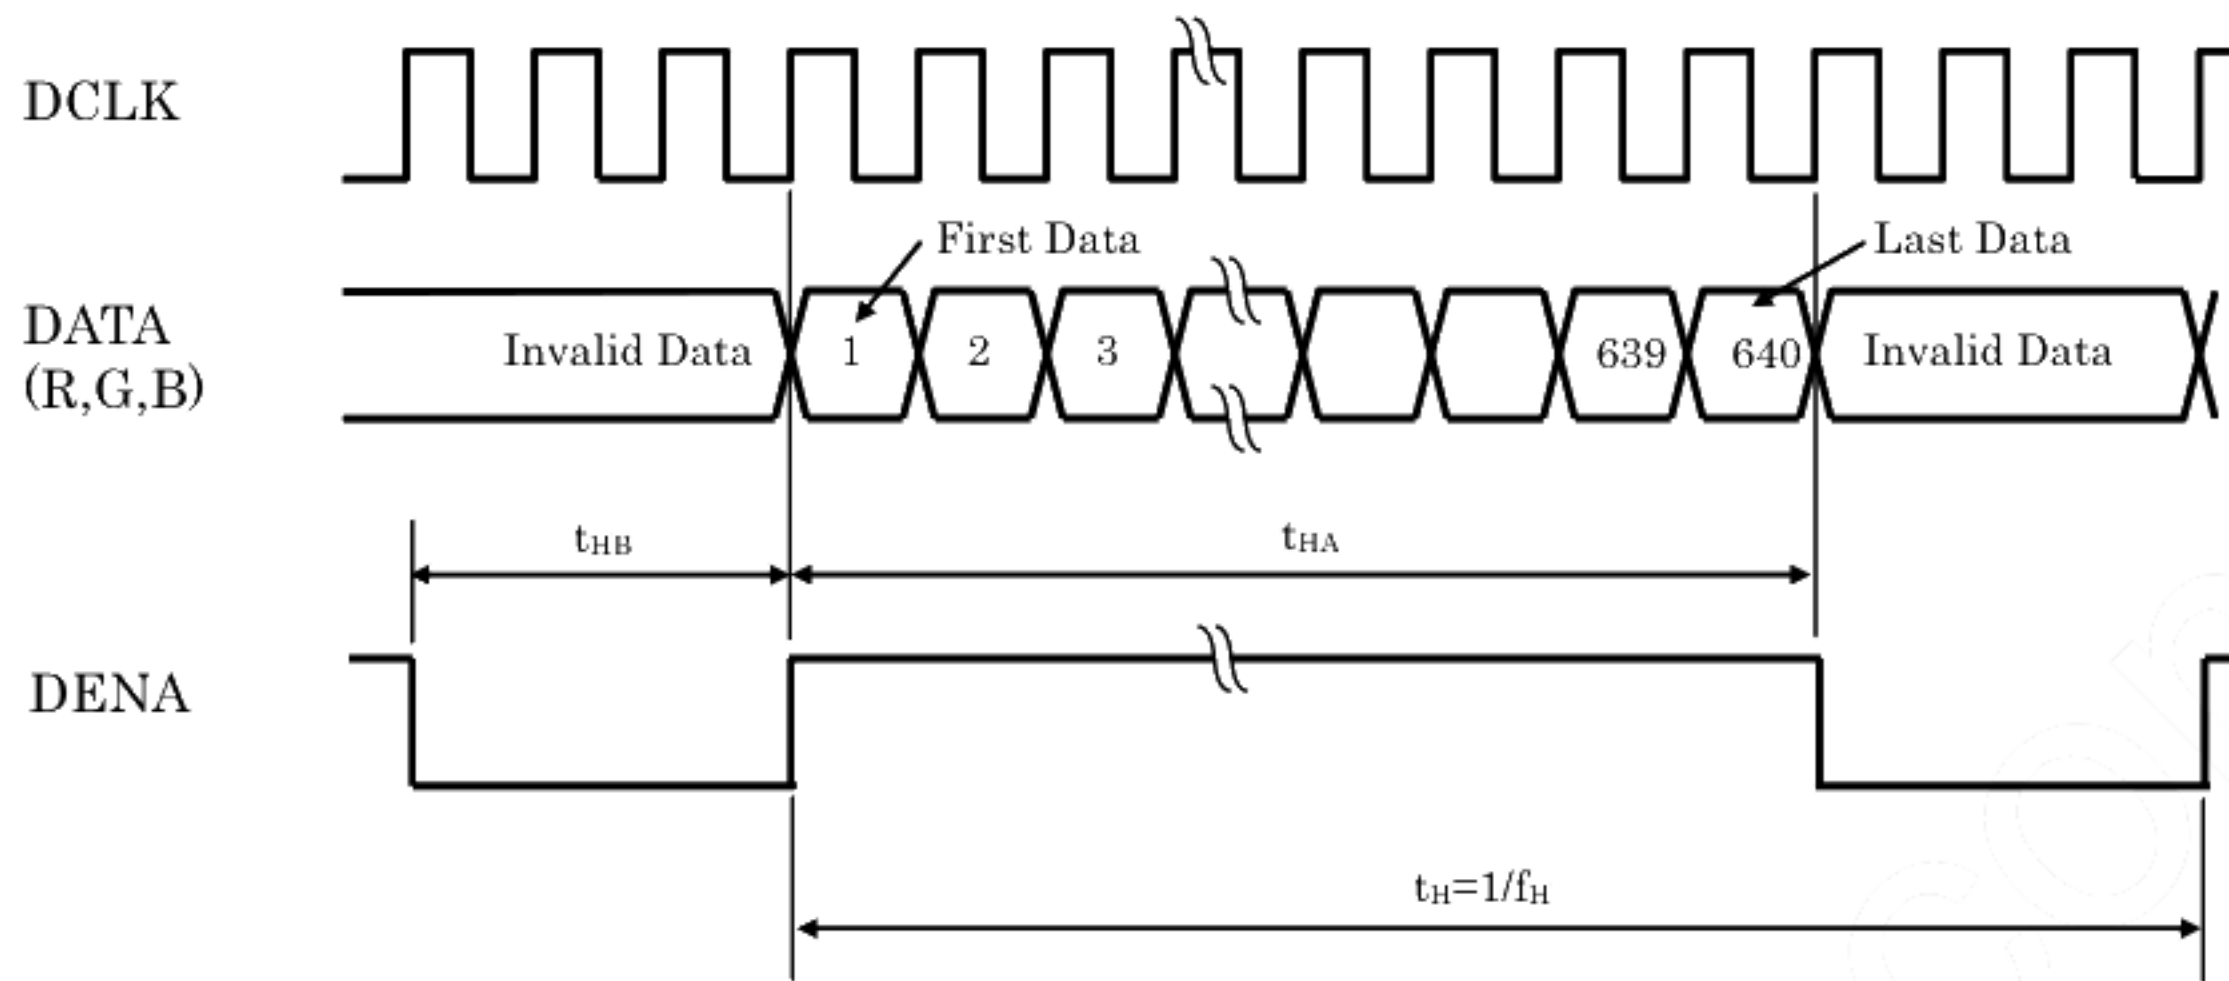 DCLK
First Data
Last Data
DATA
(R,G,B)
Invalid Data 1 2 3 639 640 Invalid Data
tHB tHA
DENA
tH=1/fH